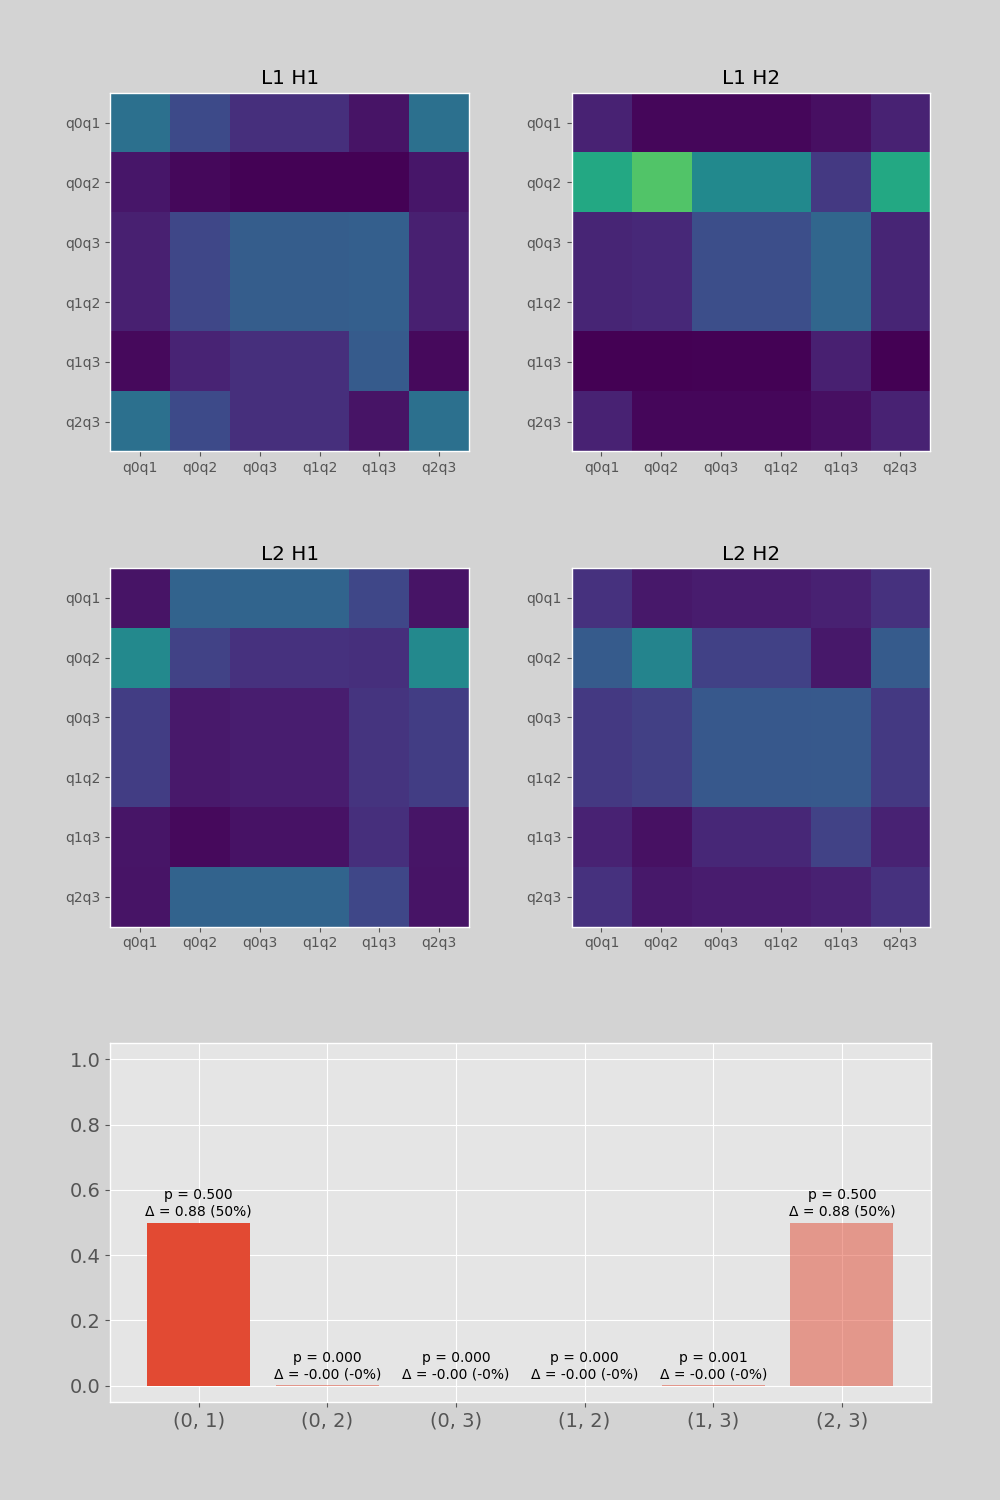 L1 H1
L1 H2
q0q1
q0q2
q0q3
q1q2
q1q3
q2q3
q0q1 q0q2 q0q3 q1q2 q1q3 q2q3
q0q1
q0q2
q0q3
q1q2
q1q3
q2q3
q0q1 q0q2 q0q3 q1q2 q1q3 q2q3
L2 H1
L2 H2
q0q1
q0q2
q0q3
q1q2
q1q3
q2q3
q0q1 q0q2 q0q3 q1q2 q1q3 q2q3
q0q1
q0q2
q0q3
q1q2
q1q3
q2q3
q0q1 q0q2 q0q3 q1q2 q1q3 q2q3
1.0
0.8
0.6
0.4
0.2
0.0
p = 0.500
Δ = 0.88 (50%)
p = 0.000
Δ = -0.00 (-0%)
p = 0.000
Δ = -0.00 (-0%)
p = 0.000
Δ = -0.00 (-0%)
p = 0.001
Δ = -0.00 (-0%)
p = 0.500
Δ = 0.88 (50%)
(0, 1) (0, 2) (0, 3) (1, 2) (1, 3) (2, 3)